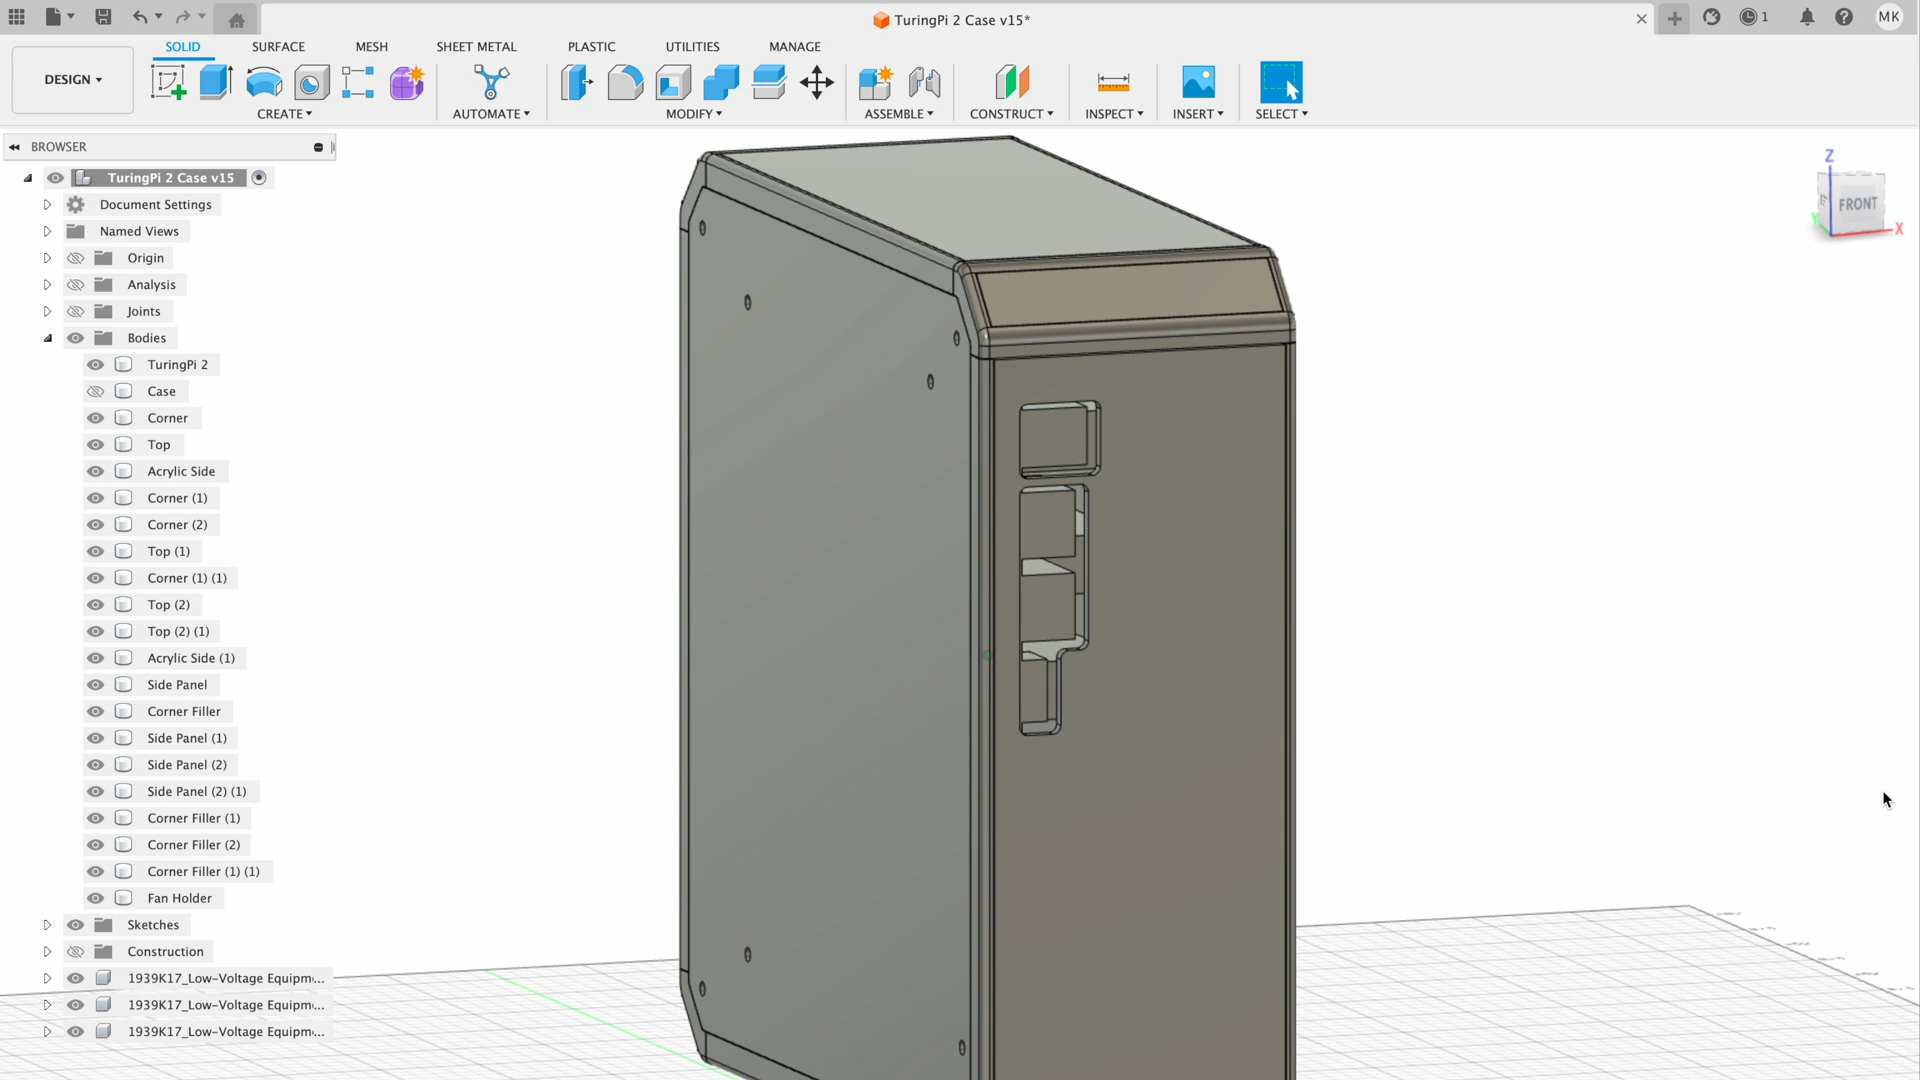 TuringPi 2 Case v15*
1
MK
DESIGN
SOLID
SURFACE
MESH
SHEET METAL
PLASTIC
UTILITIES
MANAGE
CREATE
AUTOMATE
MODIFY
ASSEMBLE
CONSTRUCT
INSPECT
INSERT
SELECT
BROWSER
TuringPi 2 Case v15
Document Settings
Named Views
Origin
Analysis
Joints
Bodies
TuringPi 2
Case
Corner
Top
Acrylic Side
Corner (1)
Corner (2)
Top (1)
Corner (1) (1)
Top (2)
Top (2) (1)
Acrylic Side (1)
Side Panel
Corner Filler
Side Panel (1)
Side Panel (2)
Side Panel (2) (1)
Corner Filler (1)
Corner Filler (2)
Corner Filler (1) (1)
Fan Holder
Sketches
Construction
1939K17_Low-Voltage Equipm...
1939K17_Low-Voltage Equipm...
1939K17_Low-Voltage Equipm...
Z
FRONT
Y
X